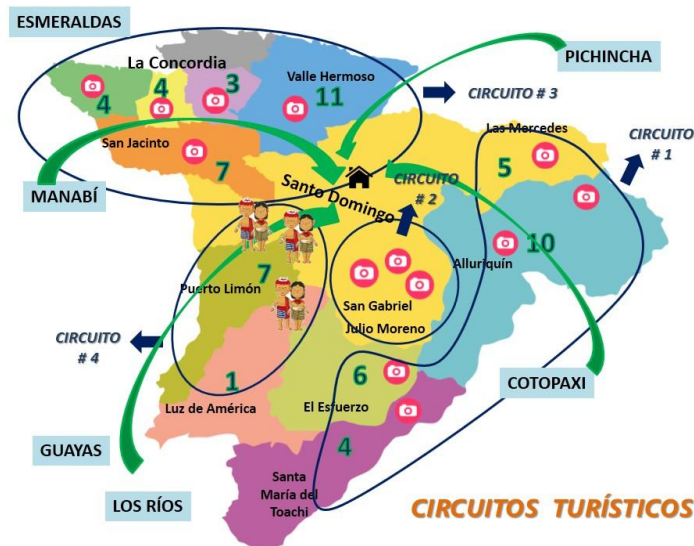 ESMERALDAS
PICHINCHA
La Concordia
4
4
3
Valle Hermoso
11
CIRCUITO # 3
San Jacinto
7
Las Mercedes
5
CIRCUITO
# 1
MANABÍ
Santo Domingo
CIRCUITO
# 2
10
Alluriquín
7
Puerto Limón
San Gabriel
Juljo Moreno
CIRCUITO
# 4
6
1
COTOPAXI
Luz de América
El Esfuerzo
4
GUAYAS
Santa
María del
Toachi
LOS RÍOS
CIRCUITOS TURÍSTICOS